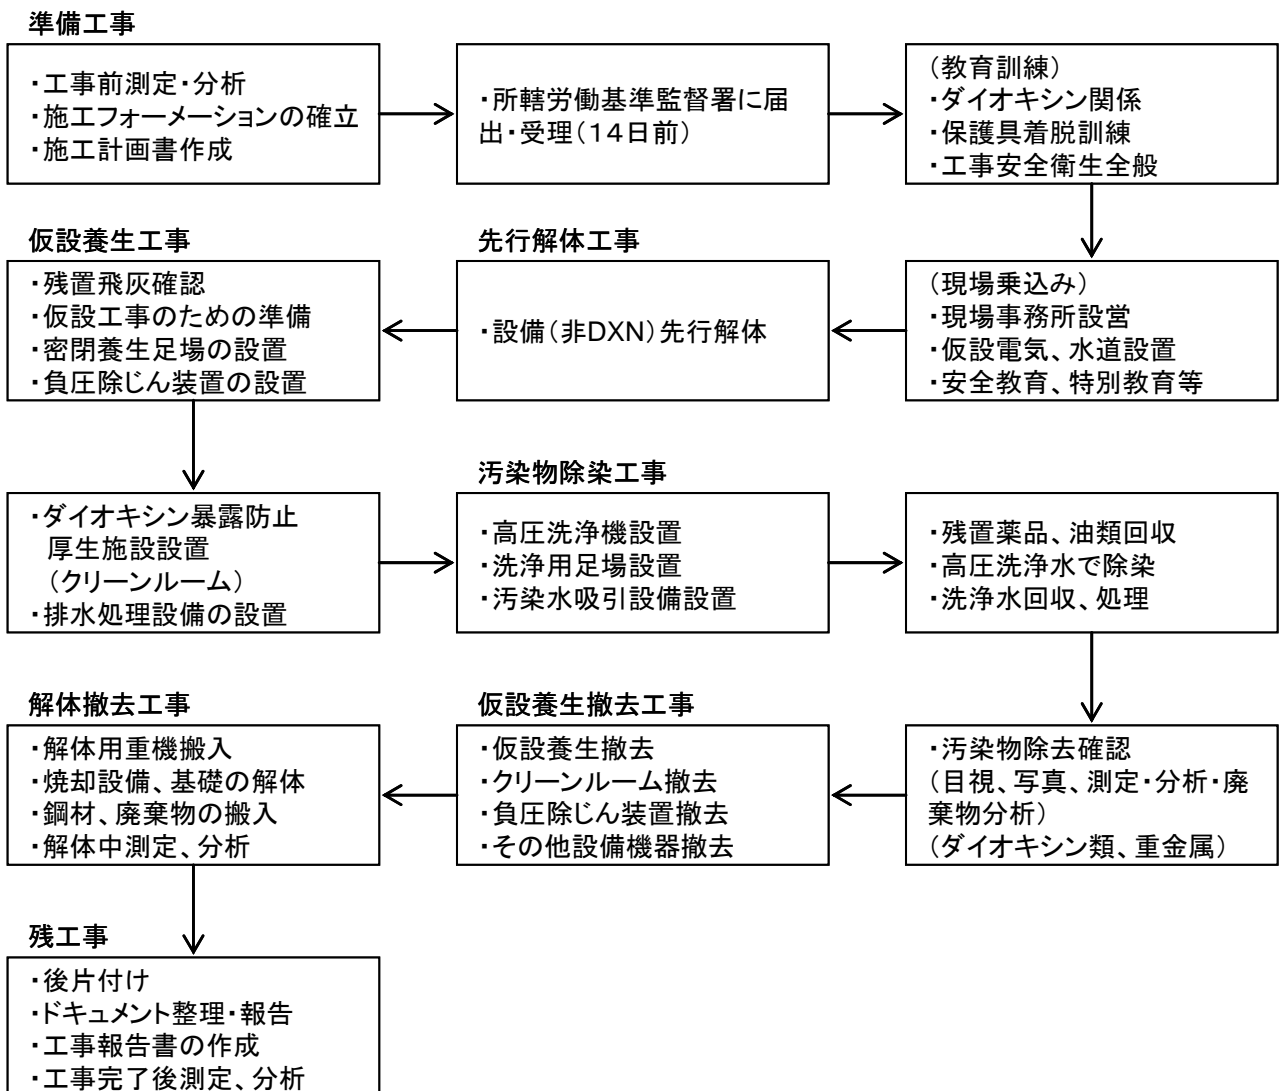 準備工事
・工事前測定・分析
・施工フォーメーションの確立
・施工計画書作成
・所轄労働基準監督署に届
出・受理(14日前)
(教育訓練)
・ダイオキシン関係
・保護具着脱訓練
・工事安全衛生全般
(現場乗込み)
・現場事務所設営
・仮設電気、水道設置
・安全教育、特別教育等
先行解体工事
・設備(非DXN)先行解体
仮設養生工事
・残置飛灰確認
・仮設工事のための準備
・密閉養生足場の設置
・負圧除じん装置の設置
・ダイオキシン暴露防止
厚生施設設置
(クリーンルーム)
・排水処理設備の設置
汚染物除染工事
・高圧洗浄機設置
・洗浄用足場設置
・汚染水吸引設備設置
・残置薬品、油類回収
・高圧洗浄水で除染
・洗浄水回収、処理
・汚染物除去確認
(目視、写真、測定・分析・廃
棄物分析)
(ダイオキシン類、重金属)
仮設養生撤去工事
・仮設養生撤去
・クリーンルーム撤去
・負圧除じん装置撤去
・その他設備機器撤去
解体撤去工事
・解体用重機搬入
・焼却設備、基礎の解体
・鋼材、廃棄物の搬入
・解体中測定、分析
残工事
・後片付け
・ドキュメント整理・報告
・工事報告書の作成
・工事完了後測定、分析